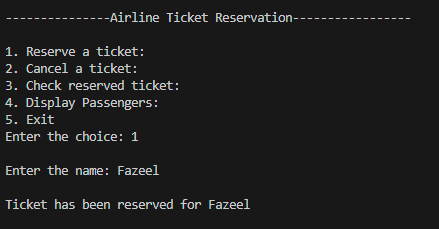 ---------------Airline Ticket Reservation-----------------
1. Reserve a ticket:
2. Cancel a ticket:
3. Check reserved ticket:
4. Display Passengers:
5. Exit
Enter the choice: 1
Enter the name: Fazeel
Ticket has been reserved for Fazeel